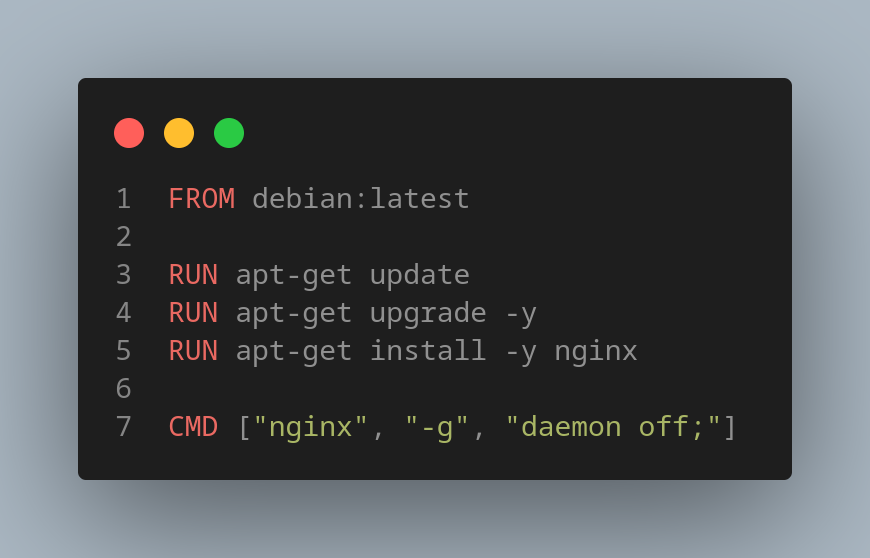 1 FROM debian:latest
2
3 RUN apt-get update
4 RUN apt-get upgrade -y
5 RUN apt-get install -y nginx
6
7 CMD ["nginx", "-g", "daemon off;"]